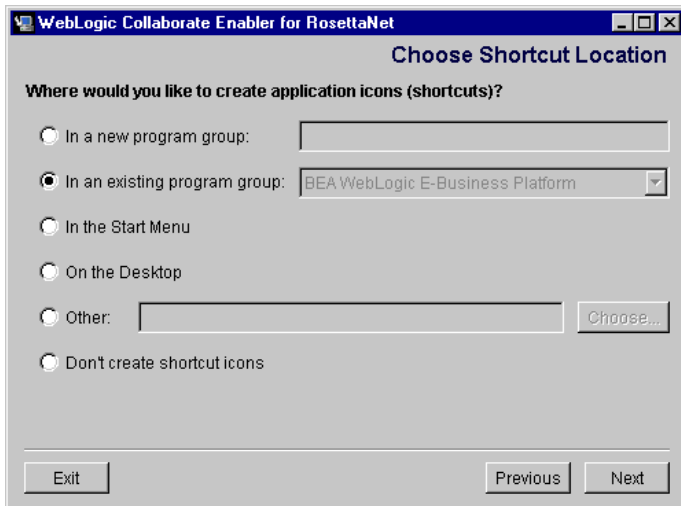 WebLogic Collaborate Enabler for RosettaNet
Choose Shortcut Location
Where would you like to create application icons (shortcuts)?
In a new program group:
In an existing program group: BEA WebLogic E-Business Platform
In the Start Menu
On the Desktop
Other: Choose...
Don't create shortcut icons
Exit Previous Next